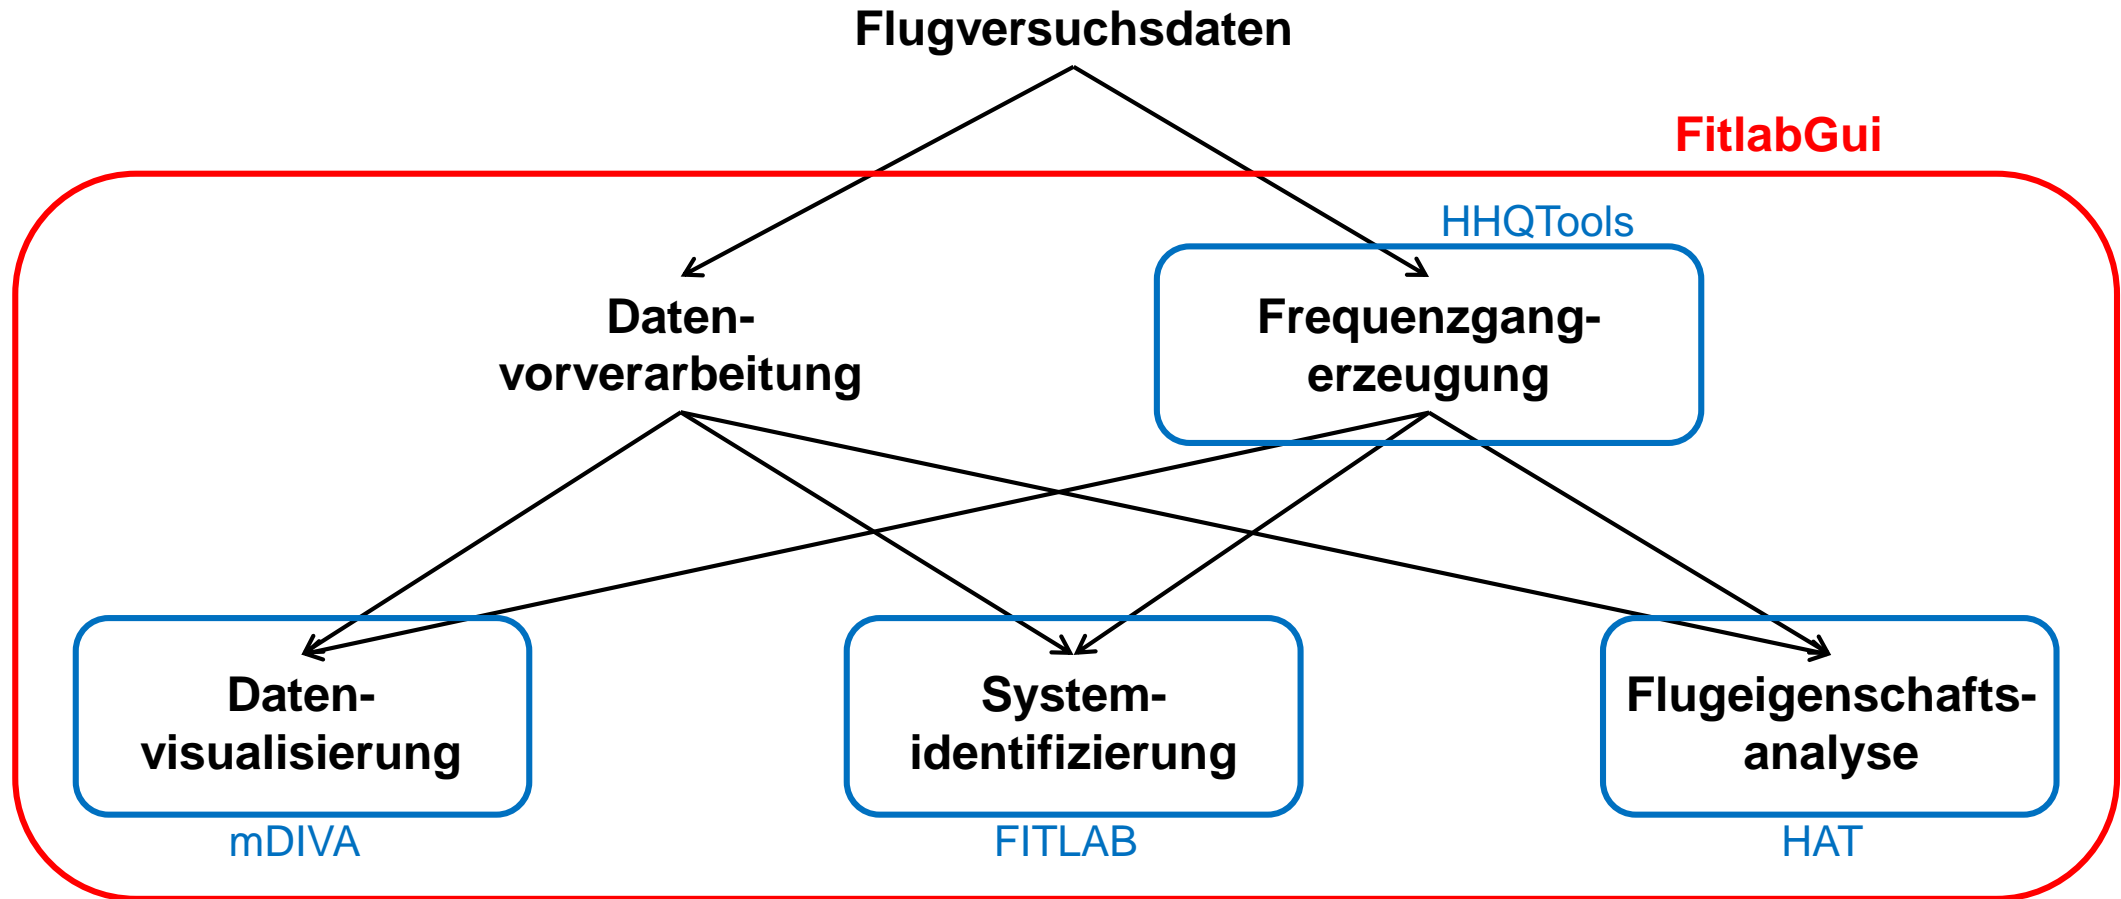 Flugversuchsdaten
FitlabGui
HHQTools
Daten-
vorverarbeitung
Frequenzgang-
erzeugung
Daten-
visualisierung
mDIVA
System-
identifizierung
FITLAB
Flugeigenschafts-
analyse
HAT